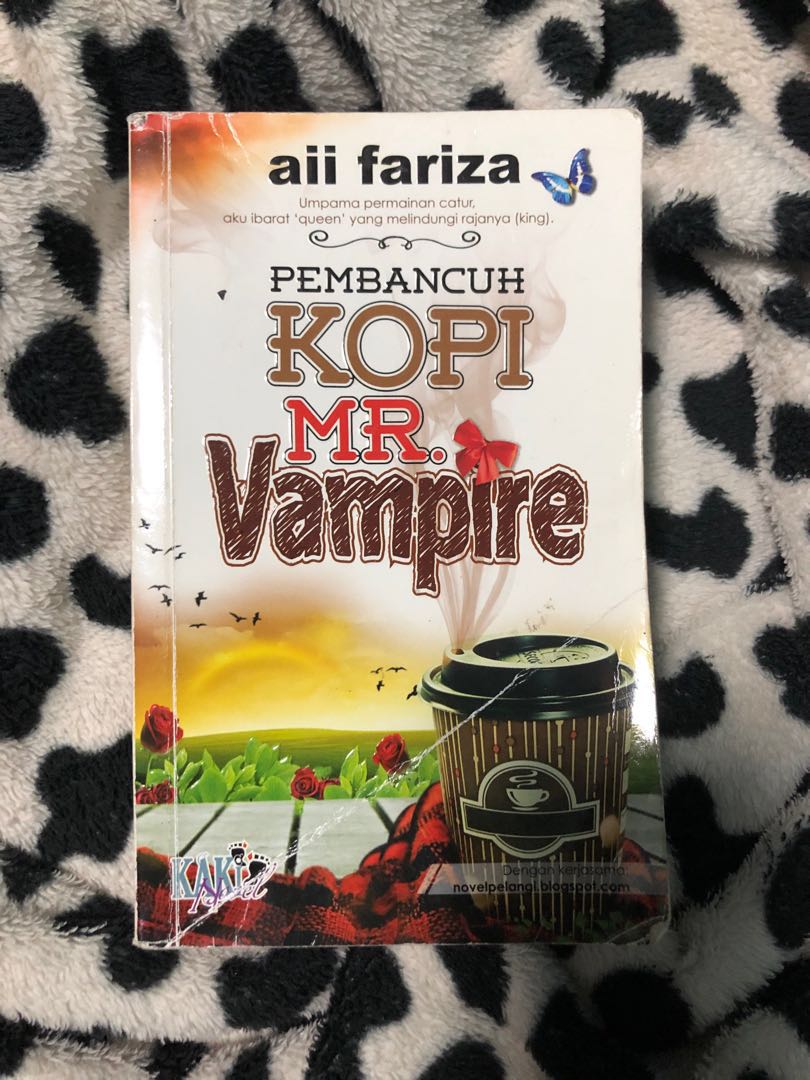 aii fariza
Umpama permainan catur,
aku ibarat 'queen' yang melindungi rajanya (king).
PEMBANCUH
KOPI
MR.
Vampire
KAKI
Novel
Dengan kerjasama:
novelpelangi.blogspot.com